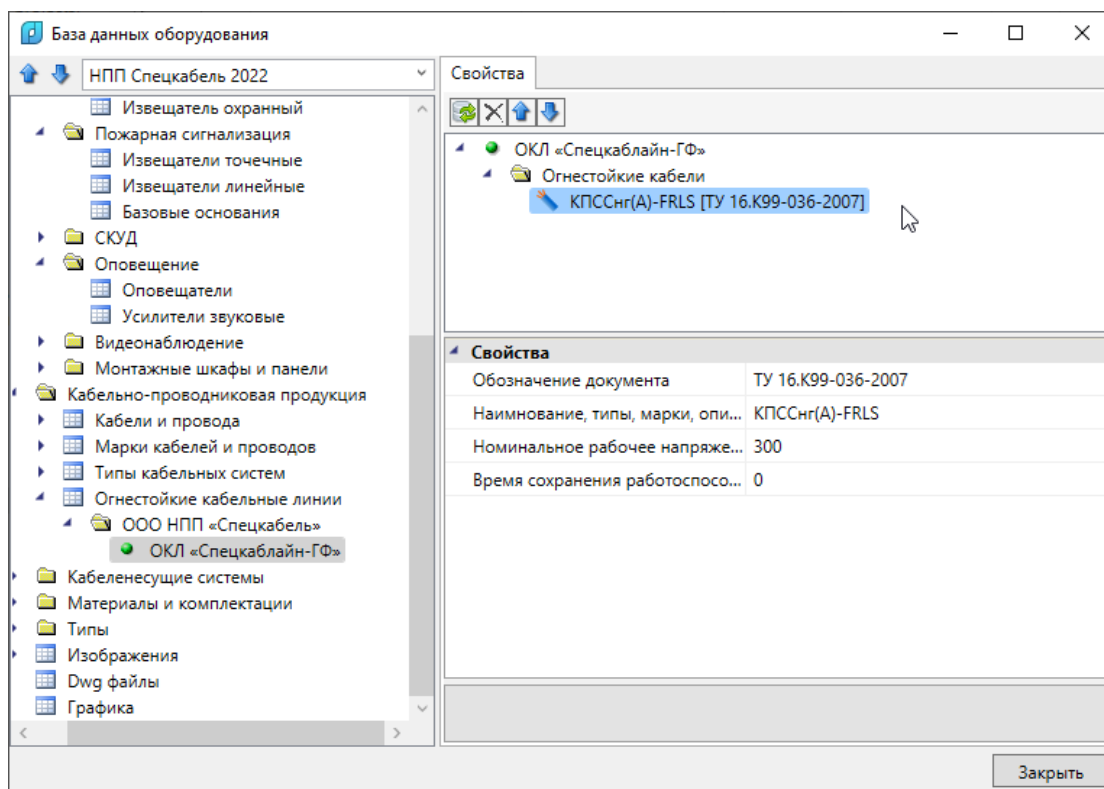 База данных оборудования
НПП Спецкабель 2022
Извещатель охранный
Пожарная сигнализация
Извещатели точечные
Извещатели линейные
Базовые основания
СКУД
Оповещение
Оповещатели
Усилители звуковые
Видеонаблюдение
Монтажные шкафы и панели
Кабельно-проводниковая продукция
Кабели и провода
Марки кабелей и проводов
Типы кабельных систем
Огнестойкие кабельные линии
ООО НПП «Спецкабель»
ОКЛ «Спецкаблайн-ГФ»
Кабеленесущие системы
Материалы и комплектации
Типы
Изображения
Dwg файлы
Графика
Свойства
ОКЛ «Спецкаблайн-ГФ»
Огнестойкие кабели
КПССнг(А)-FRLS [ТУ 16.К99-036-2007]
Свойства
Обозначение документа ТУ 16.К99-036-2007
Наимнование, типы, марки, опи... КПССнг(А)-FRLS
Номинальное рабочее напряже... 300
Время сохранения работоспосо... 0
Закрыть